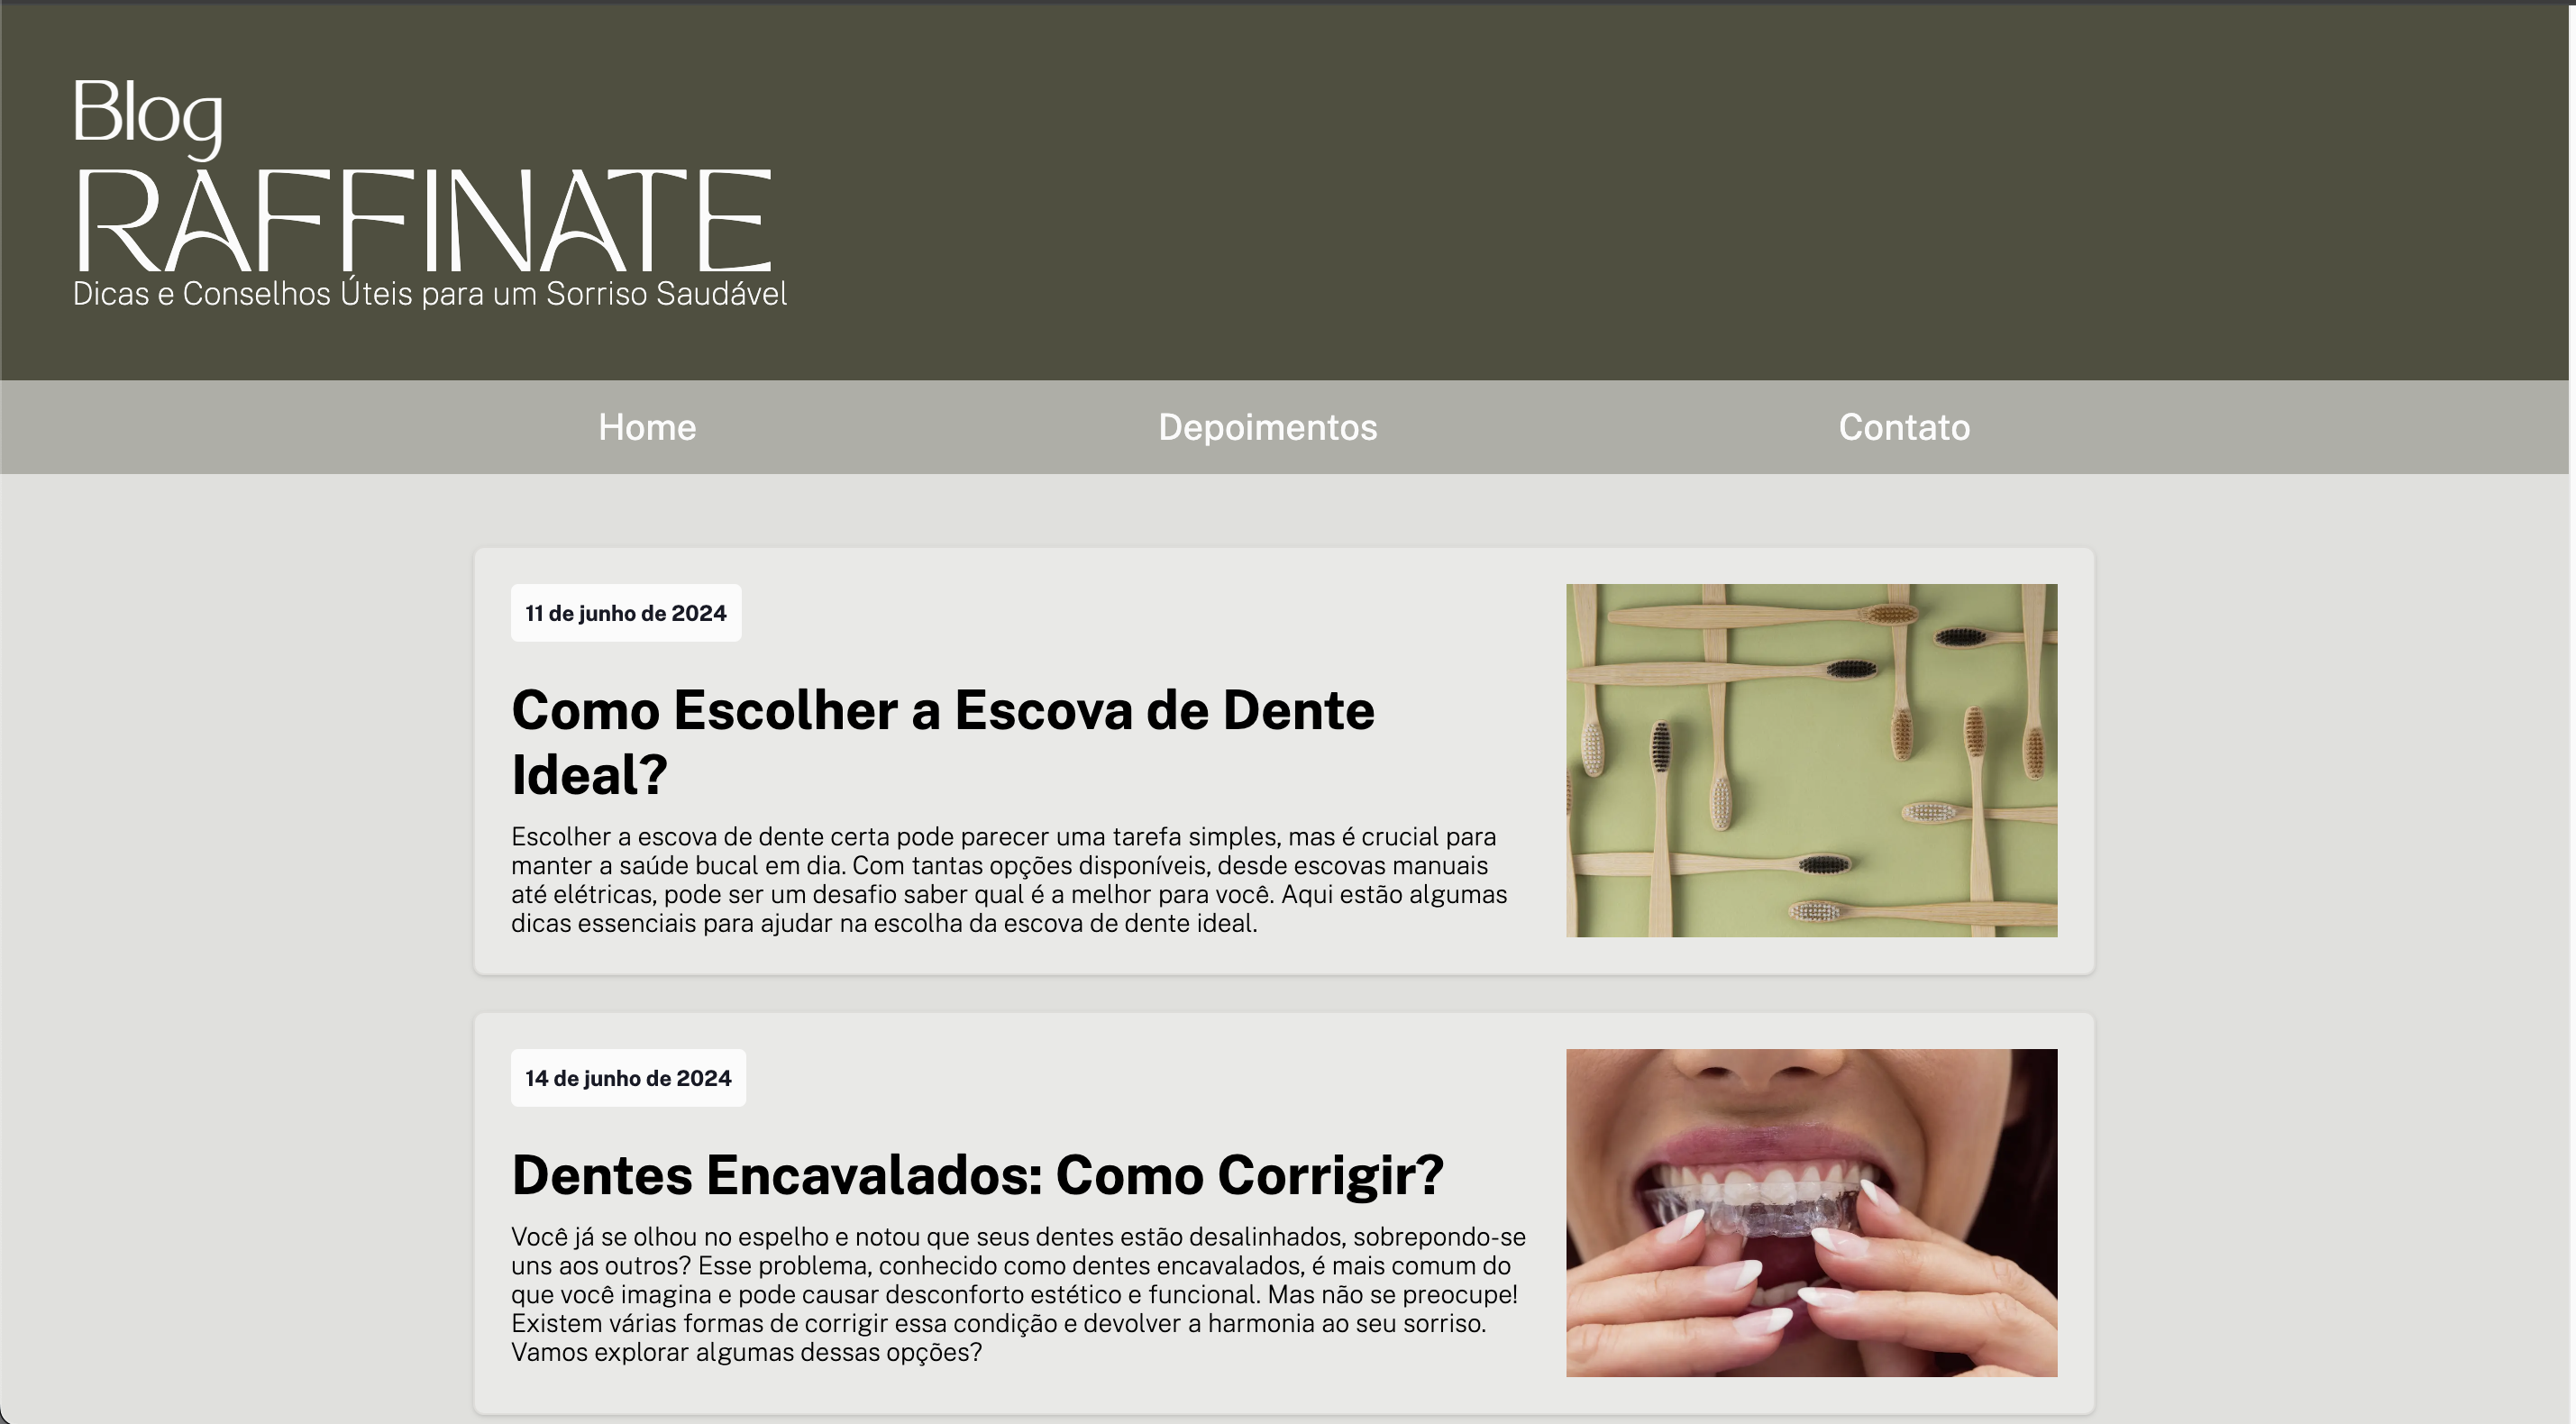 Blog
RAFFINATE
Dicas e Conselhos Úteis para um Sorriso Saudável
Home
Depoimentos
Contato
11 de junho de 2024
Como Escolher a Escova de Dente
Ideal?
Escolher a escova de dente certa pode parecer uma tarefa simples, mas é crucial para
manter a saúde bucal em dia. Com tantas opções disponíveis, desde escovas manuais
até elétricas, pode ser um desafio saber qual é a melhor para você. Aqui estão algumas
dicas essenciais para ajudar na escolha da escova de dente ideal.
14 de junho de 2024
Dentes Encavalados: Como Corrigir?
Você já se olhou no espelho e notou que seus dentes estão desalinhados, sobrepondo-se
uns aos outros? Esse problema, conhecido como dentes encavalados, é mais comum do
que você imagina e pode causar desconforto estético e funcional. Mas não se preocupe!
Existem várias formas de corrigir essa condição e devolver a harmonia ao seu sorriso.
Vamos explorar algumas dessas opções?